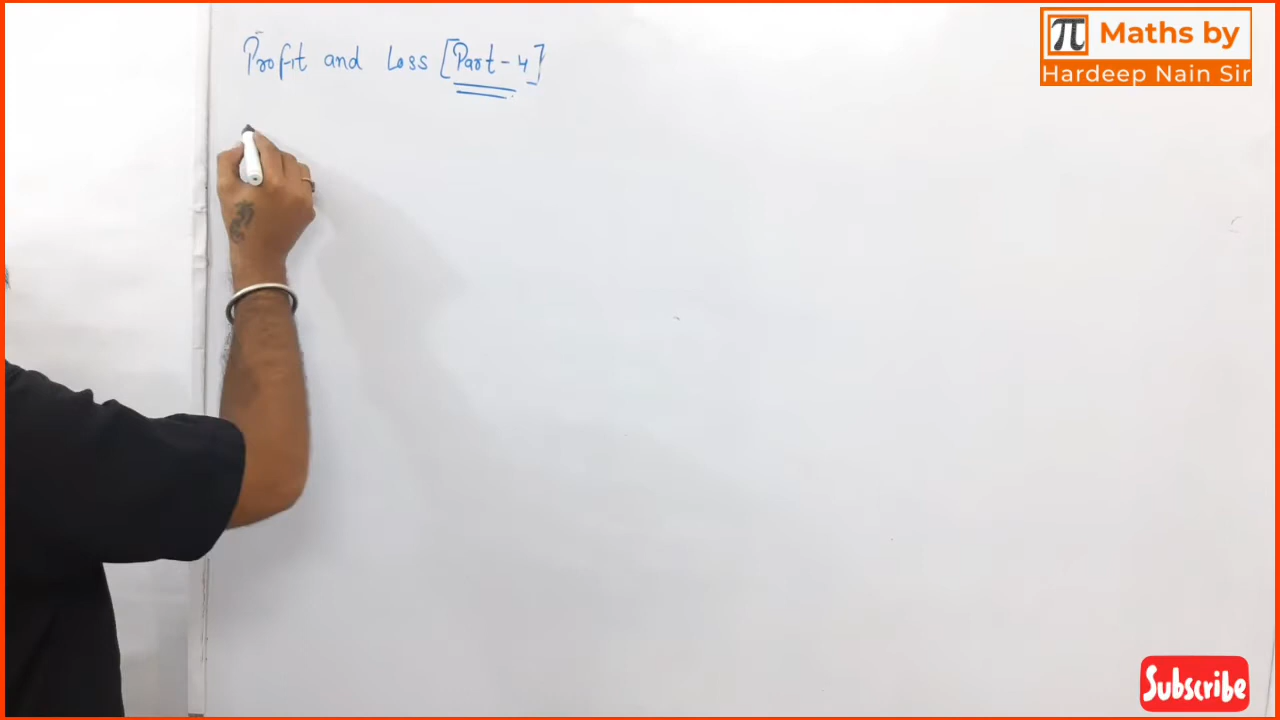 Profit and Loss [Part-4]
π Maths by
Hardeep Nain Sir
Subscribe